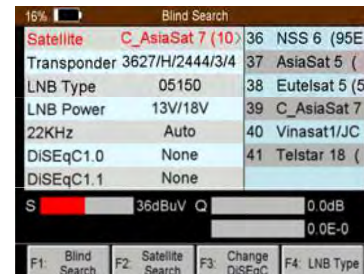 16% Blind Search
Satellite C_AsiaSat 7 (10>
Transponder 3627/H/2444/3/4
LNB Type 05150
LNB Power 13V/18V
22KHz Auto
DiSEqC1.0 None
DiSEqC1.1 None
36 NSS 6 (95E
37 AsiaSat 5 (
38 Eutelsat 5 (5
39 C_AsiaSat 7
40 Vinasat1/JC
41 Telstar 18 (
S 36dBuV Q 0.0dB
0.0E-0
F1: Blind Search F2: Satellite Search F3: Change DiSEqC F4: LNB Type